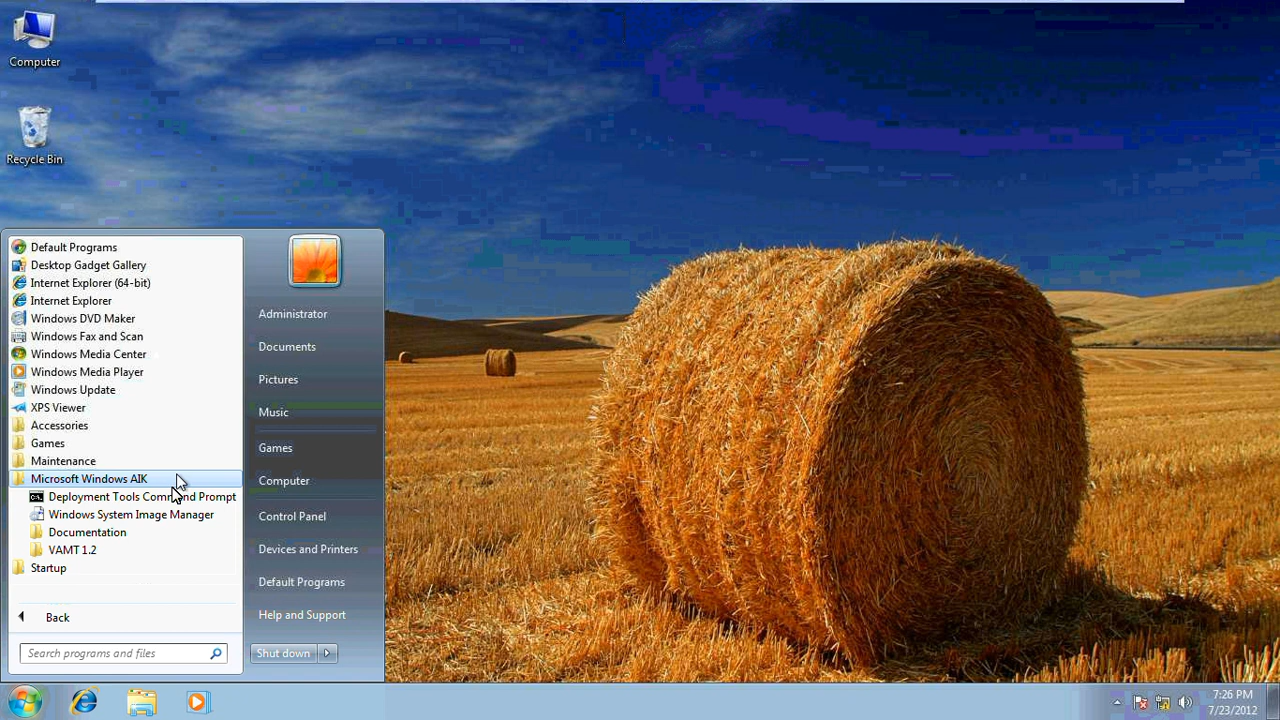 Computer
Recycle Bin
Default Programs
Desktop Gadget Gallery
Internet Explorer (64-bit)
Internet Explorer
Windows DVD Maker
Windows Fax and Scan
Windows Media Center
Windows Media Player
Windows Update
XPS Viewer
Accessories
Games
Maintenance
Microsoft Windows AIK
Deployment Tools Command Prompt
Windows System Image Manager
Documentation
VAMT 1.2
Startup
Back
Search programs and files
Administrator
Documents
Pictures
Music
Games
Computer
Control Panel
Devices and Printers
Default Programs
Help and Support
Shut down
7:26 PM
7/23/2012